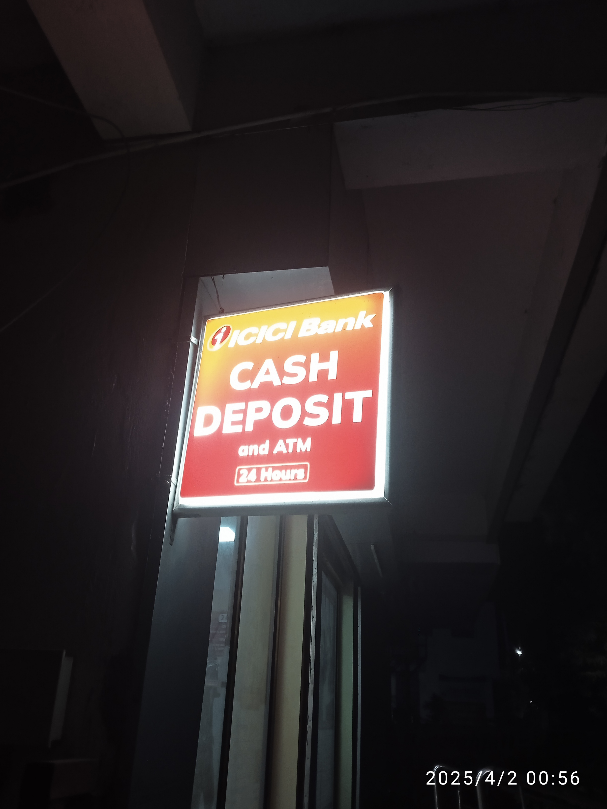 ICICI Bank
CASH
DEPOSIT
and ATM
24 Hours
2025/4/2 00:56